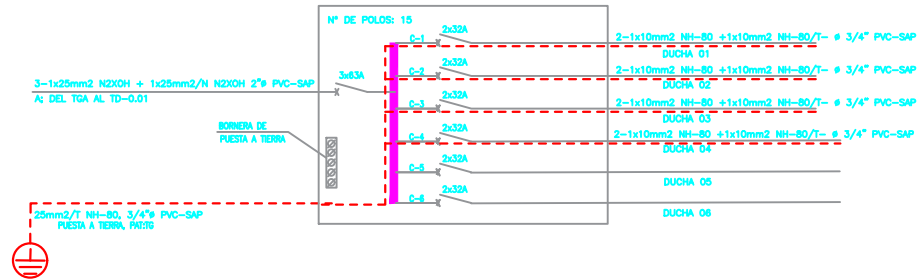 N° DE POLOS: 15
C-1
2x32A
2-1x10mm2 NH-80 +1x10mm2 NH-80/T- ø 3/4" PVC-SAP
DUCHA 01
C-2
2x32A
2-1x10mm2 NH-80 +1x10mm2 NH-80/T- ø 3/4" PVC-SAP
DUCHA 02
3-1x25mm2 N2XOH + 1x25mm2/N N2XOH 2"ø PVC-SAP
3x63A
A; DEL TGA AL TD-0.01
C-3
2x32A
2-1x10mm2 NH-80 +1x10mm2 NH-80/T- ø 3/4" PVC-SAP
DUCHA 03
BORNERA DE
PUESTA A TIERRA
C-4
2x32A
2-1x10mm2 NH-80 +1x10mm2 NH-80/T- ø 3/4" PVC-SAP
DUCHA 04
C-5
2x32A
DUCHA 05
C-6
2x32A
DUCHA 06
25mm2/T NH-80, 3/4"ø PVC-SAP
PUESTA A TIERRA, PAT:TG